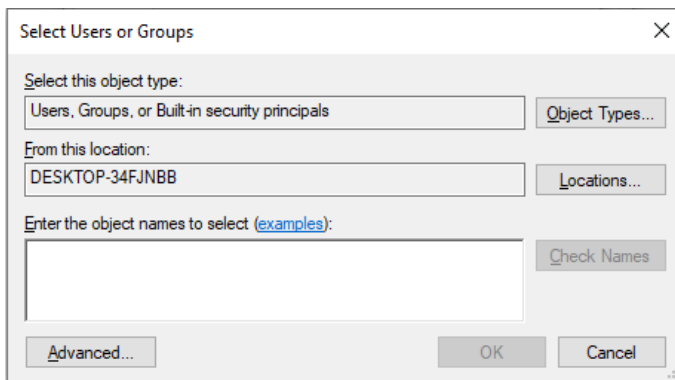 Select Users or Groups
Select this object type:
Users, Groups, or Built-in security principals
Object Types...
From this location:
DESKTOP-34FJNBB
Locations...
Enter the object names to select (examples):
Check Names
Advanced...
OK
Cancel